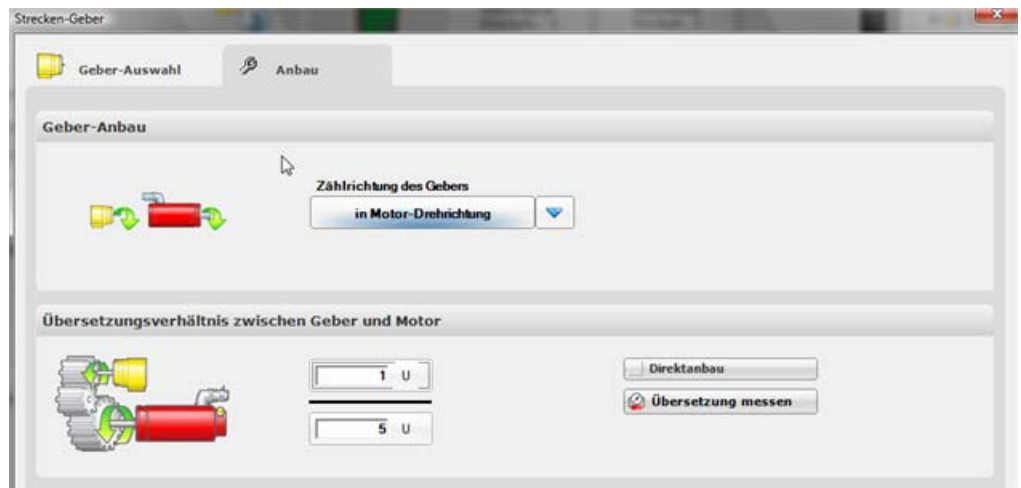 Strecken-Geber
Geber-Auswahl
Anbau
Geber-Anbau
Zählrichtung des Gebers
in Motor-Drehrichtung
Übersetzungsverhältnis zwischen Geber und Motor
1 U
Direktanbau
Übersetzung messen
5 U